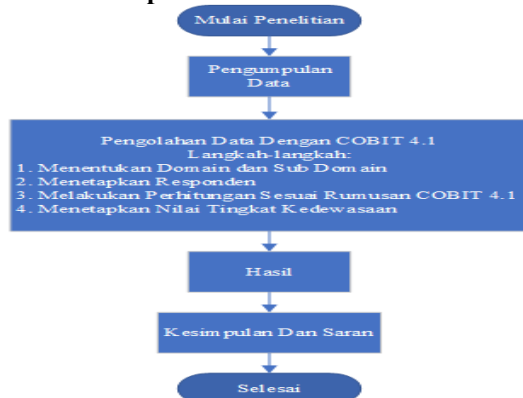 Mulai Penelitian
Pengumpulan
Data
Pengolahan Data Dengan COBIT 4.1
Langkah-langkah:
1. Menentukan Domain dan Sub Domain
2. Menetapkan Responden
3. Melakukan Perhitungan Sesuai Rumusan COBIT 4.1
4. Menetapkan Nilai Tingkat Kedewasaan
Hasil
Kesimpulan Dan Saran
Selesai